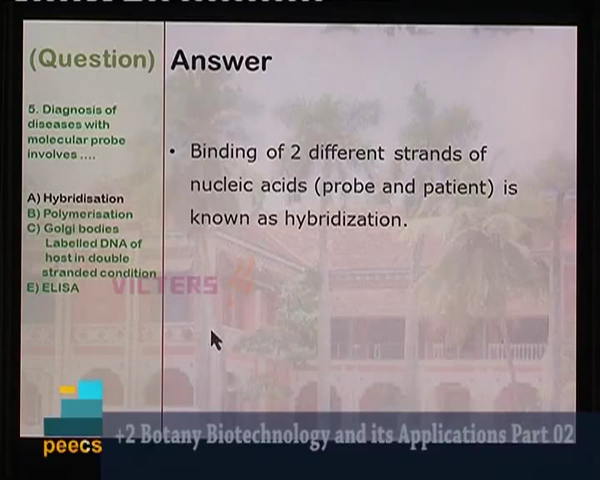 (Question)
Answer
5. Diagnosis of
diseases with
molecular probe
involves ....
A) Hybridisation
B) Polymerisation
C) Golgi bodies
Labelled DNA of
host in double
stranded condition
E) ELISA
• Binding of 2 different strands of
nucleic acids (probe and patient) is
known as hybridization.
VICTERS
peecs
+2 Botany Biotechnology and its Applications Part 02